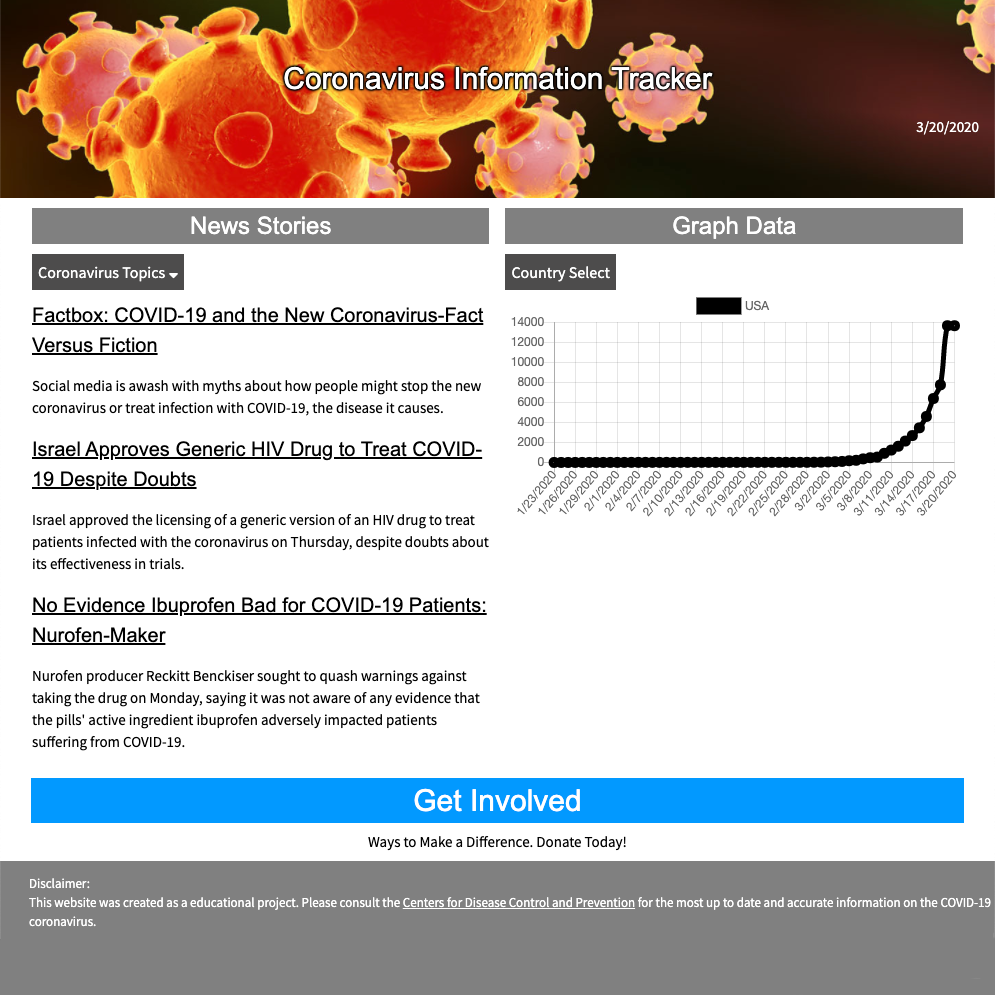 Coronavirus Information Tracker
3/20/2020
News Stories
Coronavirus Topics
Factbox: COVID-19 and the New Coronavirus-Fact
Versus Fiction
Social media is awash with myths about how people might stop the new
coronavirus or treat infection with COVID-19, the disease it causes.
Israel Approves Generic HIV Drug to Treat COVID-
19 Despite Doubts
Israel approved the licensing of a generic version of an HIV drug to treat
patients infected with the coronavirus on Thursday, despite doubts about
its effectiveness in trials.
No Evidence Ibuprofen Bad for COVID-19 Patients:
Nurofen-Maker
Nurofen producer Reckitt Benckiser sought to quash warnings against
taking the drug on Monday, saying it was not aware of any evidence that
the pills' active ingredient ibuprofen adversely impacted patients
suffering from COVID-19.
Graph Data
Country Select
USA
14000
12000
10000
8000
6000
4000
2000
0
1/23/2020
1/26/2020
1/29/2020
2/1/2020
2/4/2020
2/7/2020
2/10/2020
2/13/2020
2/16/2020
2/19/2020
2/22/2020
2/25/2020
2/28/2020
3/2/2020
3/5/2020
3/8/2020
3/11/2020
3/14/2020
3/17/2020
3/20/2020
Get Involved
Ways to Make a Difference. Donate Today!
Disclaimer:
This website was created as a educational project. Please consult the Centers for Disease Control and Prevention for the most up to date and accurate information on the COVID-19
coronavirus.